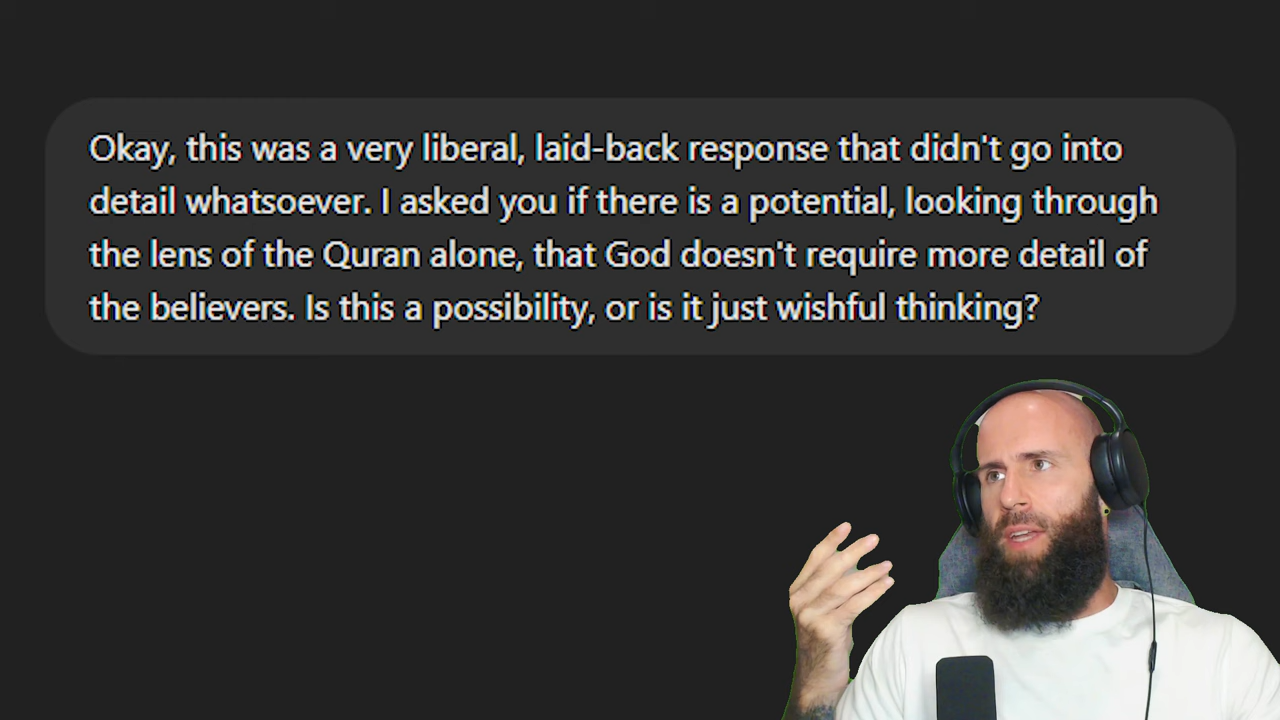 Okay, this was a very liberal, laid-back response that didn't go into
detail whatsoever. I asked you if there is a potential, looking through
the lens of the Quran alone, that God doesn't require more detail of
the believers. Is this a possibility, or is it just wishful thinking?